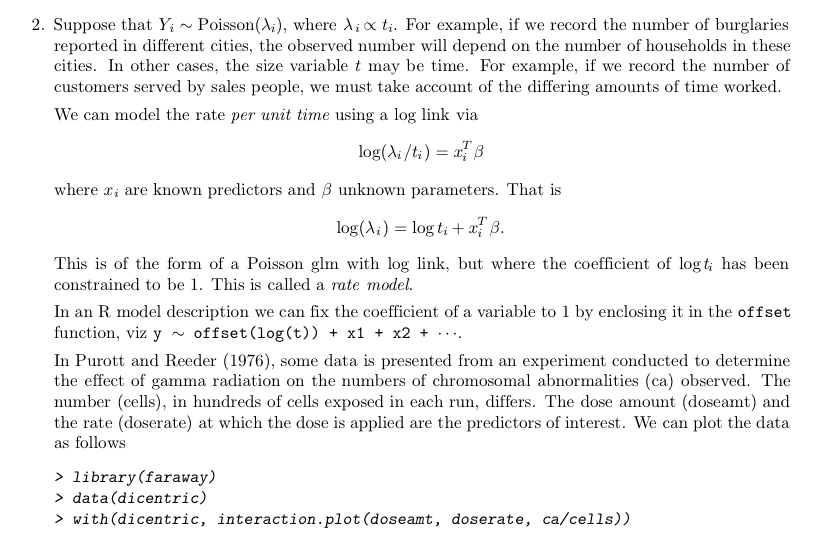 2. Suppose that Y_i ∼ Poisson(λ_i), where λ_i ∝ t_i. For example, if we record the number of burglaries
reported in different cities, the observed number will depend on the number of households in these
cities. In other cases, the size variable t may be time. For example, if we record the number of
customers served by sales people, we must take account of the differing amounts of time worked.
We can model the rate per unit time using a log link via
log(λ_i/t_i) = x_i^T β
where x_i are known predictors and β unknown parameters. That is
log(λ_i) = log t_i + x_i^T β.
This is of the form of a Poisson glm with log link, but where the coefficient of log t_i has been
constrained to be 1. This is called a rate model.
In an R model description we can fix the coefficient of a variable to 1 by enclosing it in the offset
function, viz y ~ offset(log(t)) + x1 + x2 + ···.
In Purott and Reeder (1976), some data is presented from an experiment conducted to determine
the effect of gamma radiation on the numbers of chromosomal abnormalities (ca) observed. The
number (cells), in hundreds of cells exposed in each run, differs. The dose amount (doseamt) and
the rate (doserate) at which the dose is applied are the predictors of interest. We can plot the data
as follows
> library(faraway)
> data(dicentric)
> with(dicentric, interaction.plot(doseamt, doserate, ca/cells))